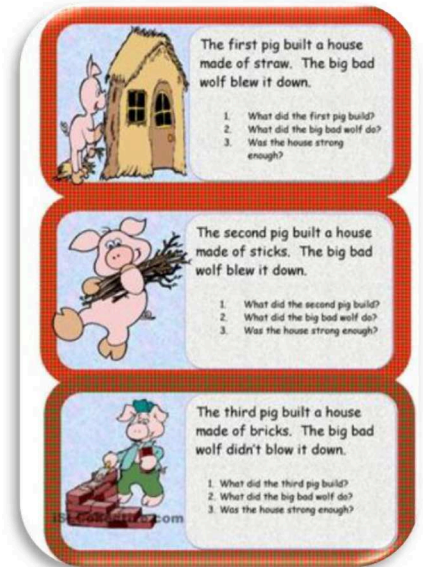 The first pig built a house
made of straw. The big bad
wolf blew it down.
1. What did the first pig build?
2. What did the big bad wolf do?
3. Was the house strong
enough?
The second pig built a house
made of sticks. The big bad
wolf blew it down.
1. What did the second pig build?
2. What did the big bad wolf do?
3. Was the house strong enough?
The third pig built a house
made of bricks. The big bad
wolf didn't blow it down.
1. What did the third pig build?
2. What did the big bad wolf do?
3. Was the house strong enough?